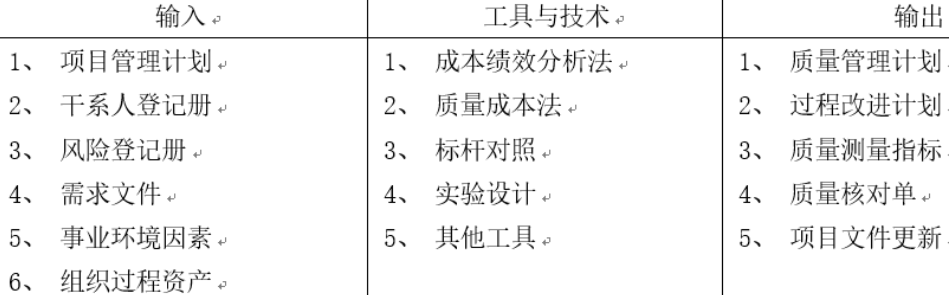 输入 工具与技术 输出
1、 项目管理计划 1、 成本绩效分析法 1、 质量管理计划
2、 干系人登记册 2、 质量成本法 2、 过程改进计划
3、 风险登记册 3、 标杆对照 3、 质量测量指标
4、 需求文件 4、 实验设计 4、 质量核对单
5、 事业环境因素 5、 其他工具 5、 项目文件更新
6、 组织过程资产